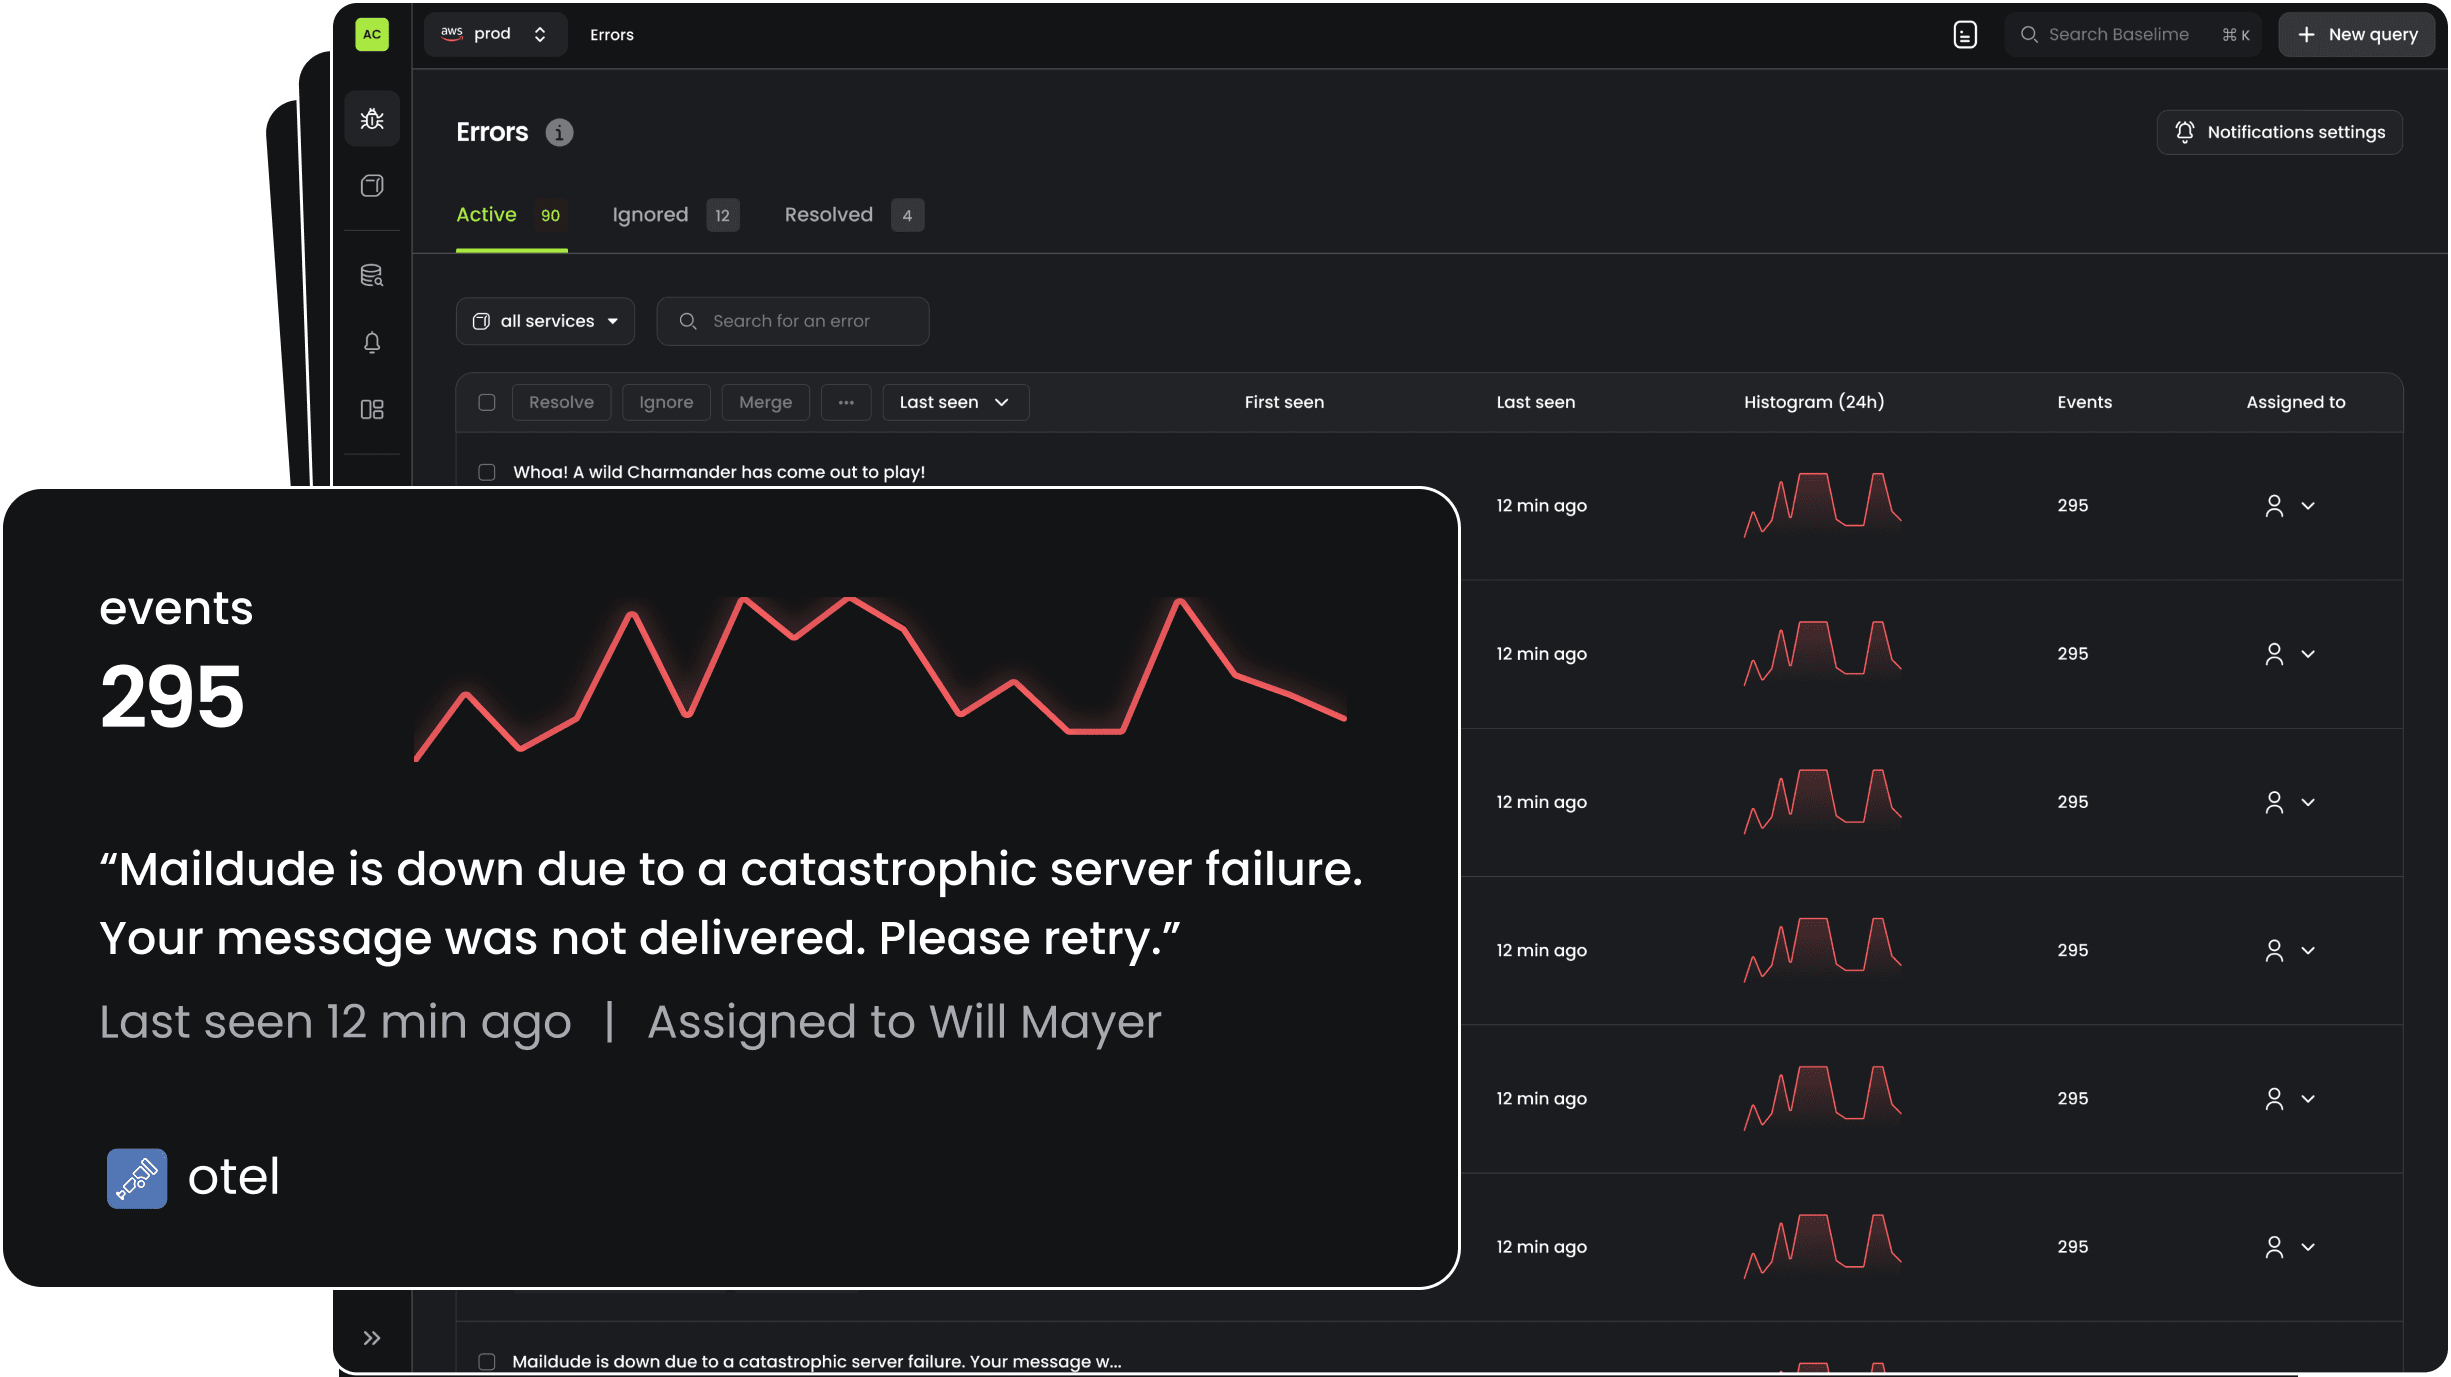 AC
aws prod
Errors
Search Baselime ⌘ K
+ New query
Errors
Notifications settings
Active 90 Ignored 12 Resolved 4
all services
Search for an error
Resolve Ignore Merge ... Last seen First seen Last seen Histogram (24h) Events Assigned to
Whoa! A wild Charmander has come out to play!
12 min ago 295
12 min ago 295
12 min ago 295
12 min ago 295
12 min ago 295
12 min ago 295
Maildude is down due to a catastrophic server failure. Your message w...
events
295
“Maildude is down due to a catastrophic server failure.
Your message was not delivered. Please retry.”
Last seen 12 min ago | Assigned to Will Mayer
otel